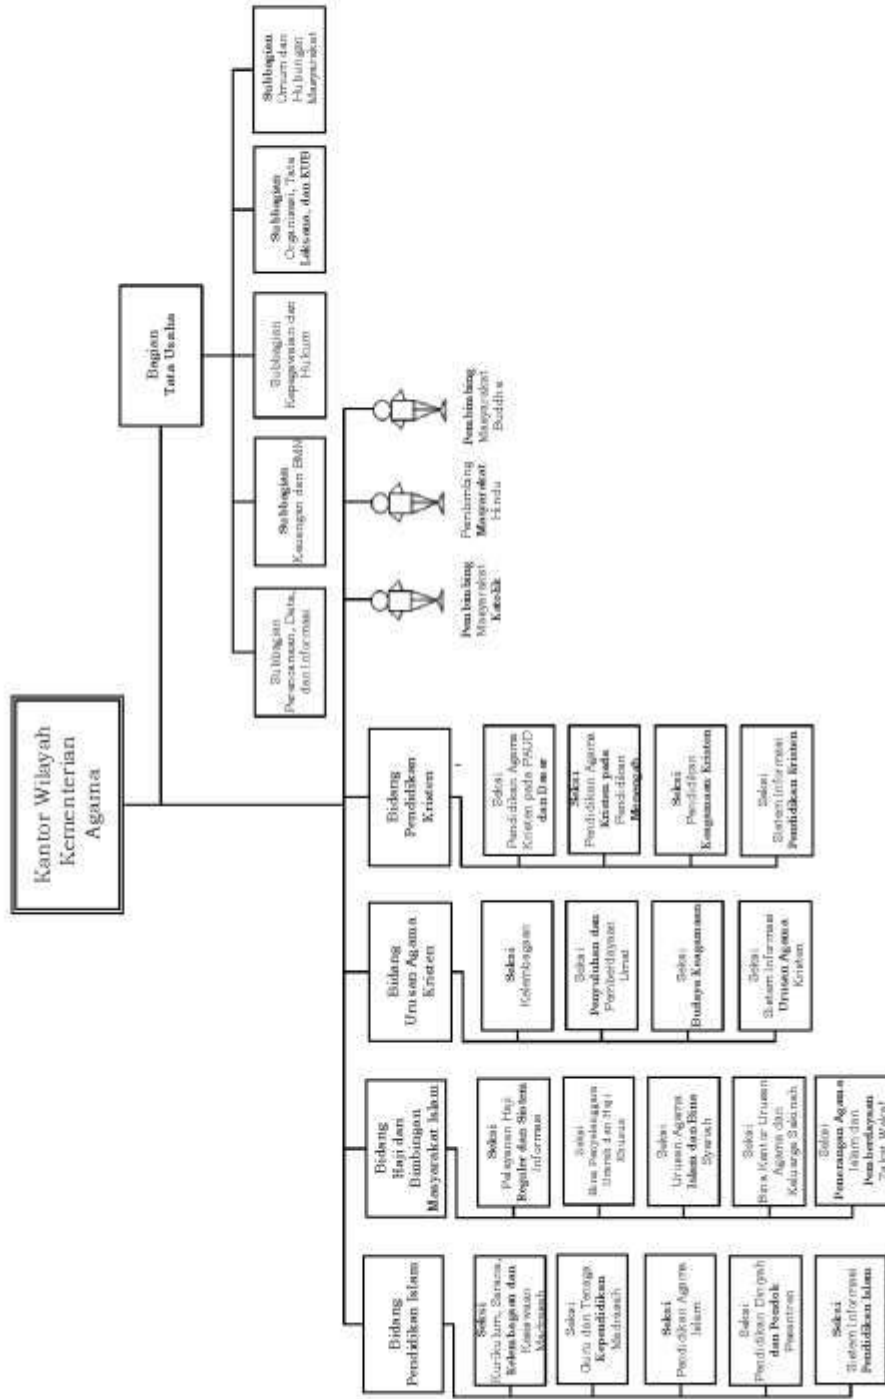 Kantor Wilayah
Kementerian
Agama
Bagian
Tata Usaha
Subbagian
Perencanaan, Data,
dan Informasi
Subbagian
Keuangan dan BMN
Subbagian
Kepegawaian dan
Hukum
Subbagian
Organisasi, Tata
Laksana, dan KUB
Subbagian
Umum dan
Hubungan
Masyarakat
Bidang
Pendidikan Islam
Bidang
Haji dan
Bimbingan
Masyarakat Islam
Bidang
Urusan Agama
Kristen
Bidang
Pendidikan
Kristen
Pembimbing
Masyarakat
Katolik
Pembimbing
Masyarakat
Hindu
Pembimbing
Masyarakat
Buddha
Seksi
Kurikulum, Sarana,
Kelembagaan dan
Kesiswaan
Madrasah
Seksi
Guru dan Tenaga
Kependidikan
Madrasah
Seksi
Pendidikan Agama
Islam
Seksi
Pendidikan Diniyah
dan Pondok
Pesantren
Seksi
Sistem Informasi
Pendidikan Islam
Seksi
Pelayanan Haji
Reguler dan Sistem
Informasi
Seksi
Bina Penyelenggara
Umrah dan Haji
Khusus
Seksi
Urusan Agama
Islam dan Bina
Syariah
Seksi
Bina Kantor Urusan
Agama dan
Keluarga Sakinah
Seksi
Penerangan Agama
Islam dan
Pemberdayaan
Zakat Wakaf
Seksi
Kelembagaan
Seksi
Penyuluhan dan
Pemberdayaan
Umat
Seksi
Budaya Keagamaan
Seksi
Sistem Informasi
Urusan Agama
Kristen
Seksi
Pendidikan Agama
Kristen pada PAUD
dan Dasar
Seksi
Pendidikan Agama
Kristen pada
Pendidikan
Menengah
Seksi
Pendidikan
Keagamaan Kristen
Seksi
Sistem Informasi
Pendidikan Kristen